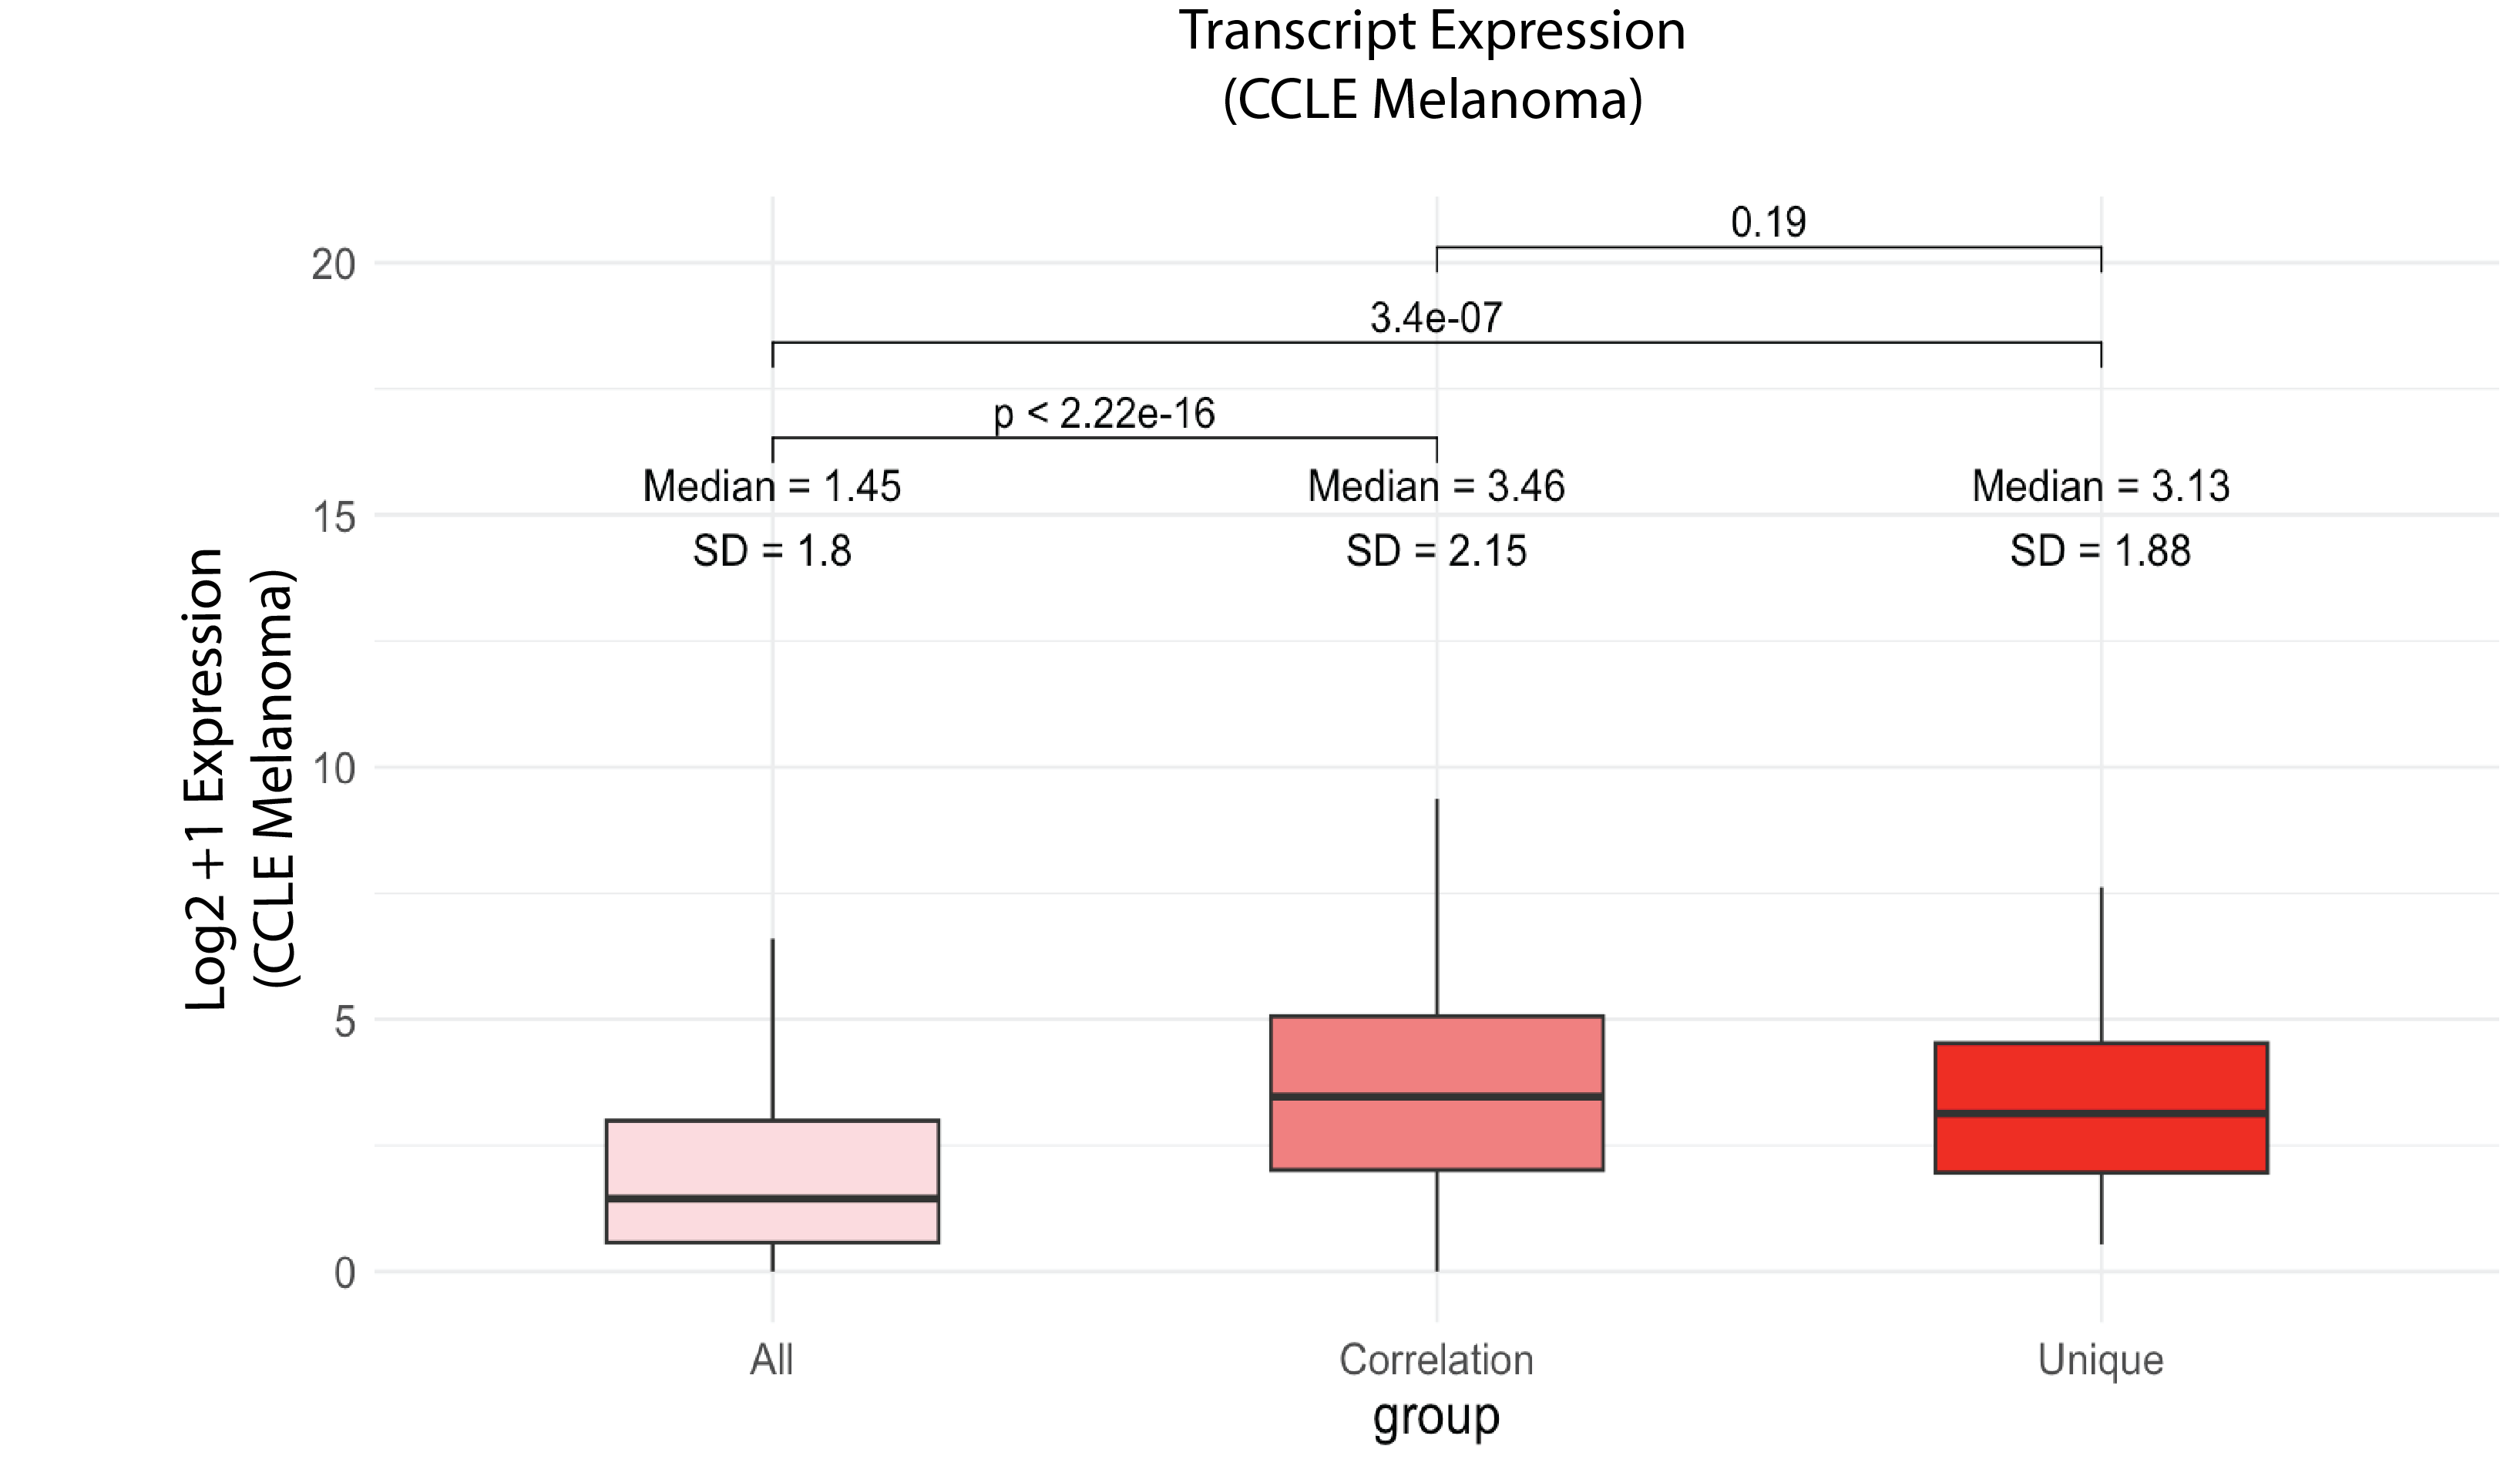 Transcript Expression
(CCLE Melanoma)
0.19
20
3.4e-07
p < 2.22e-16
Median = 1.45
Median = 3.46
Median = 3.13
15
SD = 1.8
SD = 2.15
SD = 1.88
Log2 +1 Expression
(CCLE Melanoma)
10
5
0
All
Correlation
Unique
group